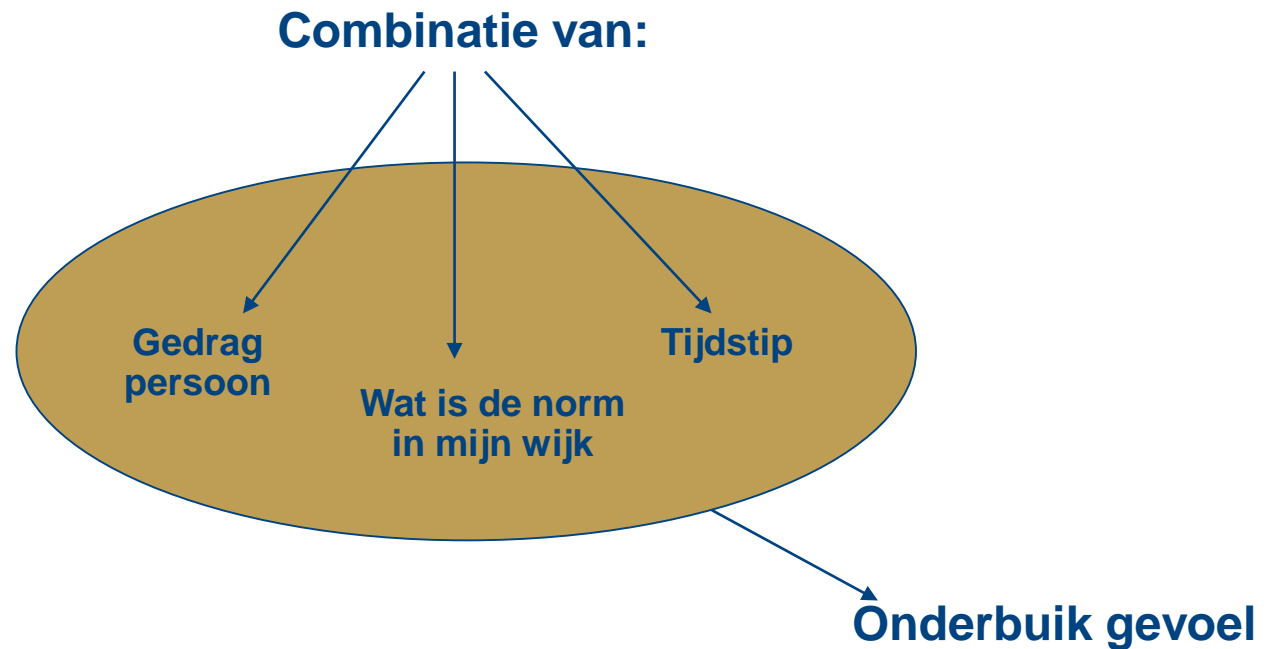 Combinatie van:
Gedrag
persoon
Wat is de norm
in mijn wijk
Tijdstip
Onderbuik gevoel